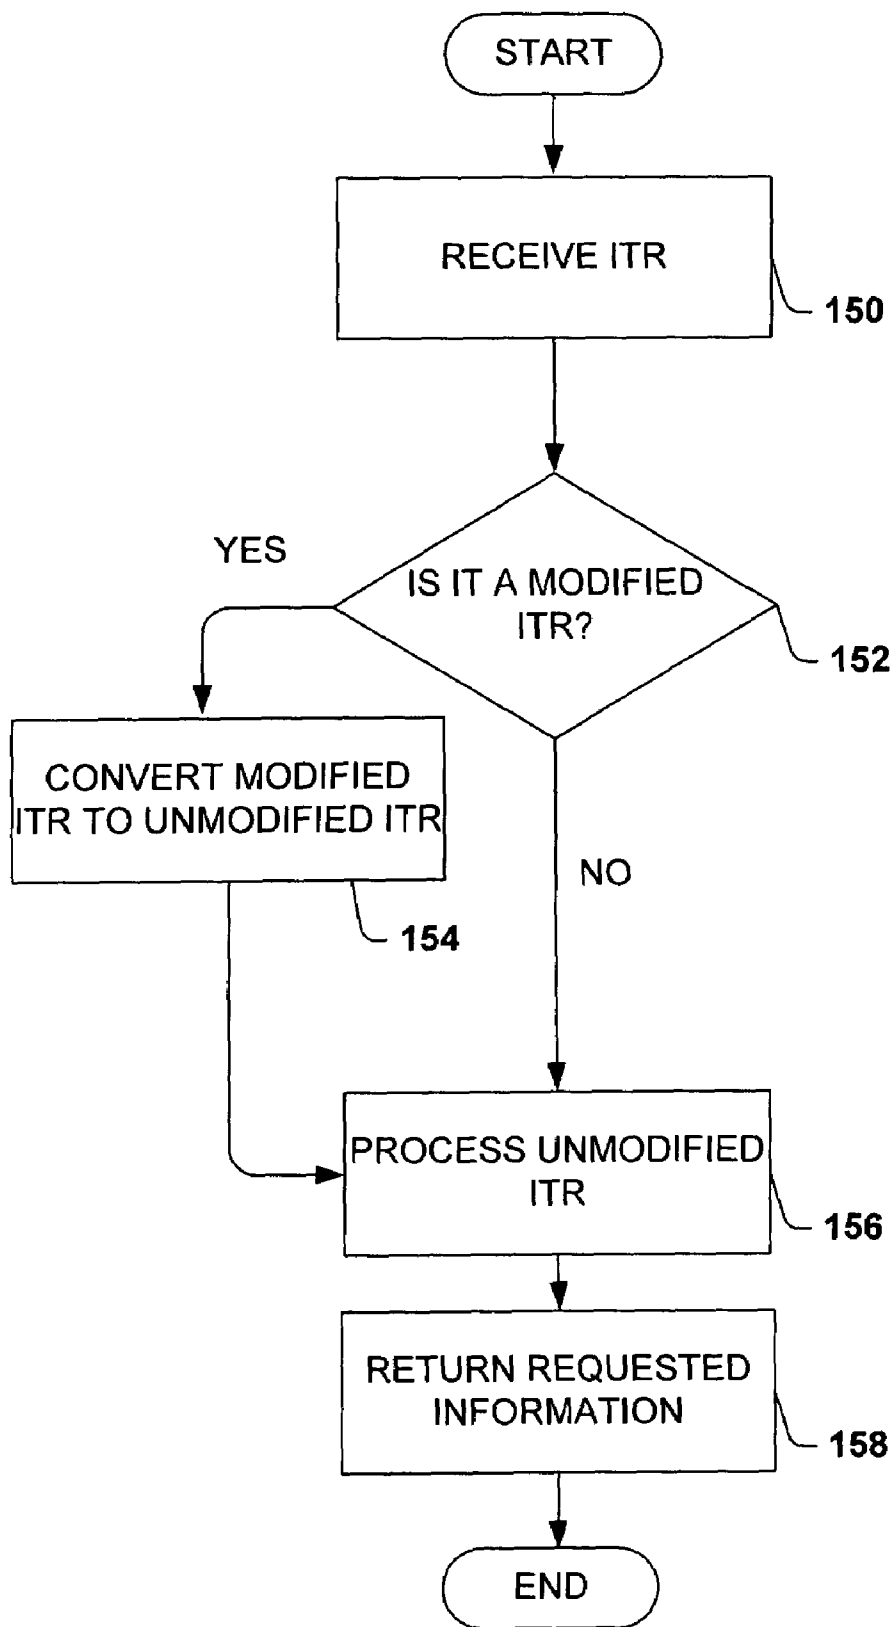 START
RECEIVE ITR
150
YES
IS IT A MODIFIED
ITR?
152
CONVERT MODIFIED
ITR TO UNMODIFIED ITR
154
NO
PROCESS UNMODIFIED
ITR
156
RETURN REQUESTED
INFORMATION
158
END